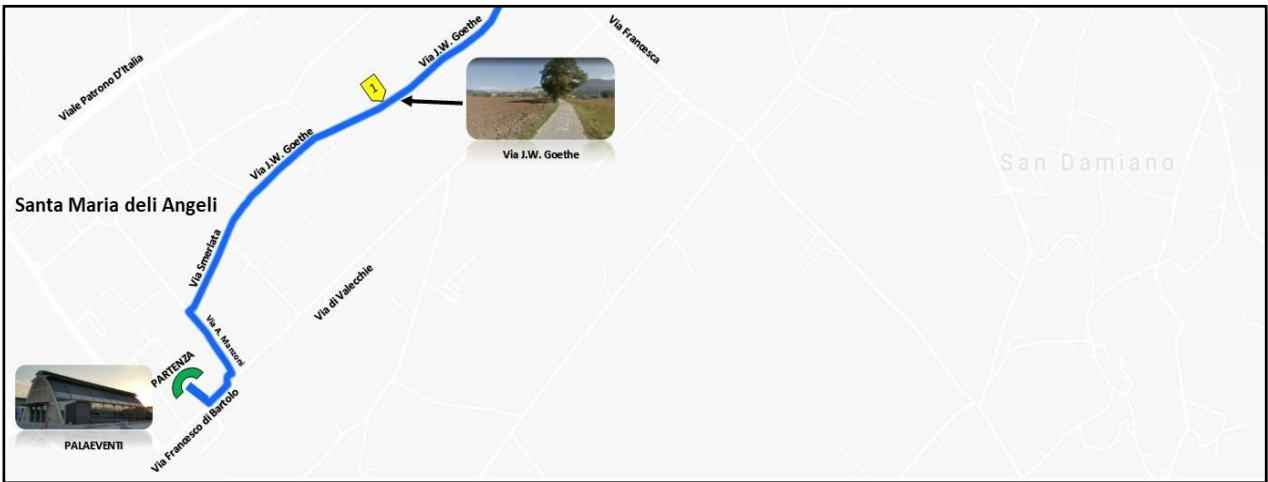 Via J.W. Goethe
Via Francesca
Viale Patrono D'Italia
1
Via J.W. Goethe
Via J.W. Goethe
San Damiano
Santa Maria deli Angeli
Via Smerlata
Via di Valecchie
Via A. Manzoni
PARTENZA
Via Francesco di Bartolo
PALAEVENTI